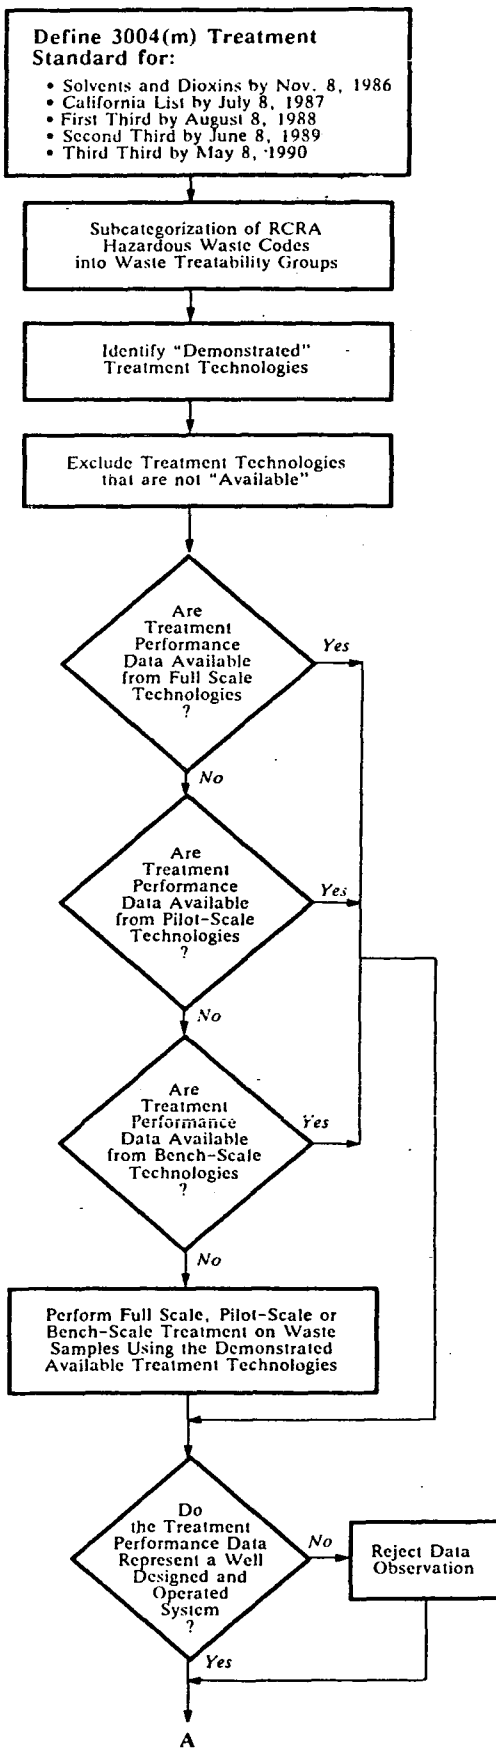 Define 3004(m) Treatment
Standard for:
• Solvents and Dioxins by Nov. 8, 1986
• California List by July 8, 1987
• First Third by August 8, 1988
• Second Third by June 8, 1989
• Third Third by May 8, 1990
Subcategorization of RCRA
Hazardous Waste Codes
into Waste Treatability Groups
Identify "Demonstrated"
Treatment Technologies
Exclude Treatment Technologies
that are not "Available"
Are
Treatment
Performance
Data Available
from Full Scale
Technologies
?
Yes
No
Are
Treatment
Performance
Data Available
from Pilot-Scale
Technologies
?
Yes
No
Are
Treatment
Performance
Data Available
from Bench-Scale
Technologies
?
Yes
No
Perform Full Scale, Pilot-Scale or
Bench-Scale Treatment on Waste
Samples Using the Demonstrated
Available Treatment Technologies
Do
the Treatment
Performance Data
Represent a Well
Designed and
Operated
System
?
No
Reject Data
Observation
Yes
A